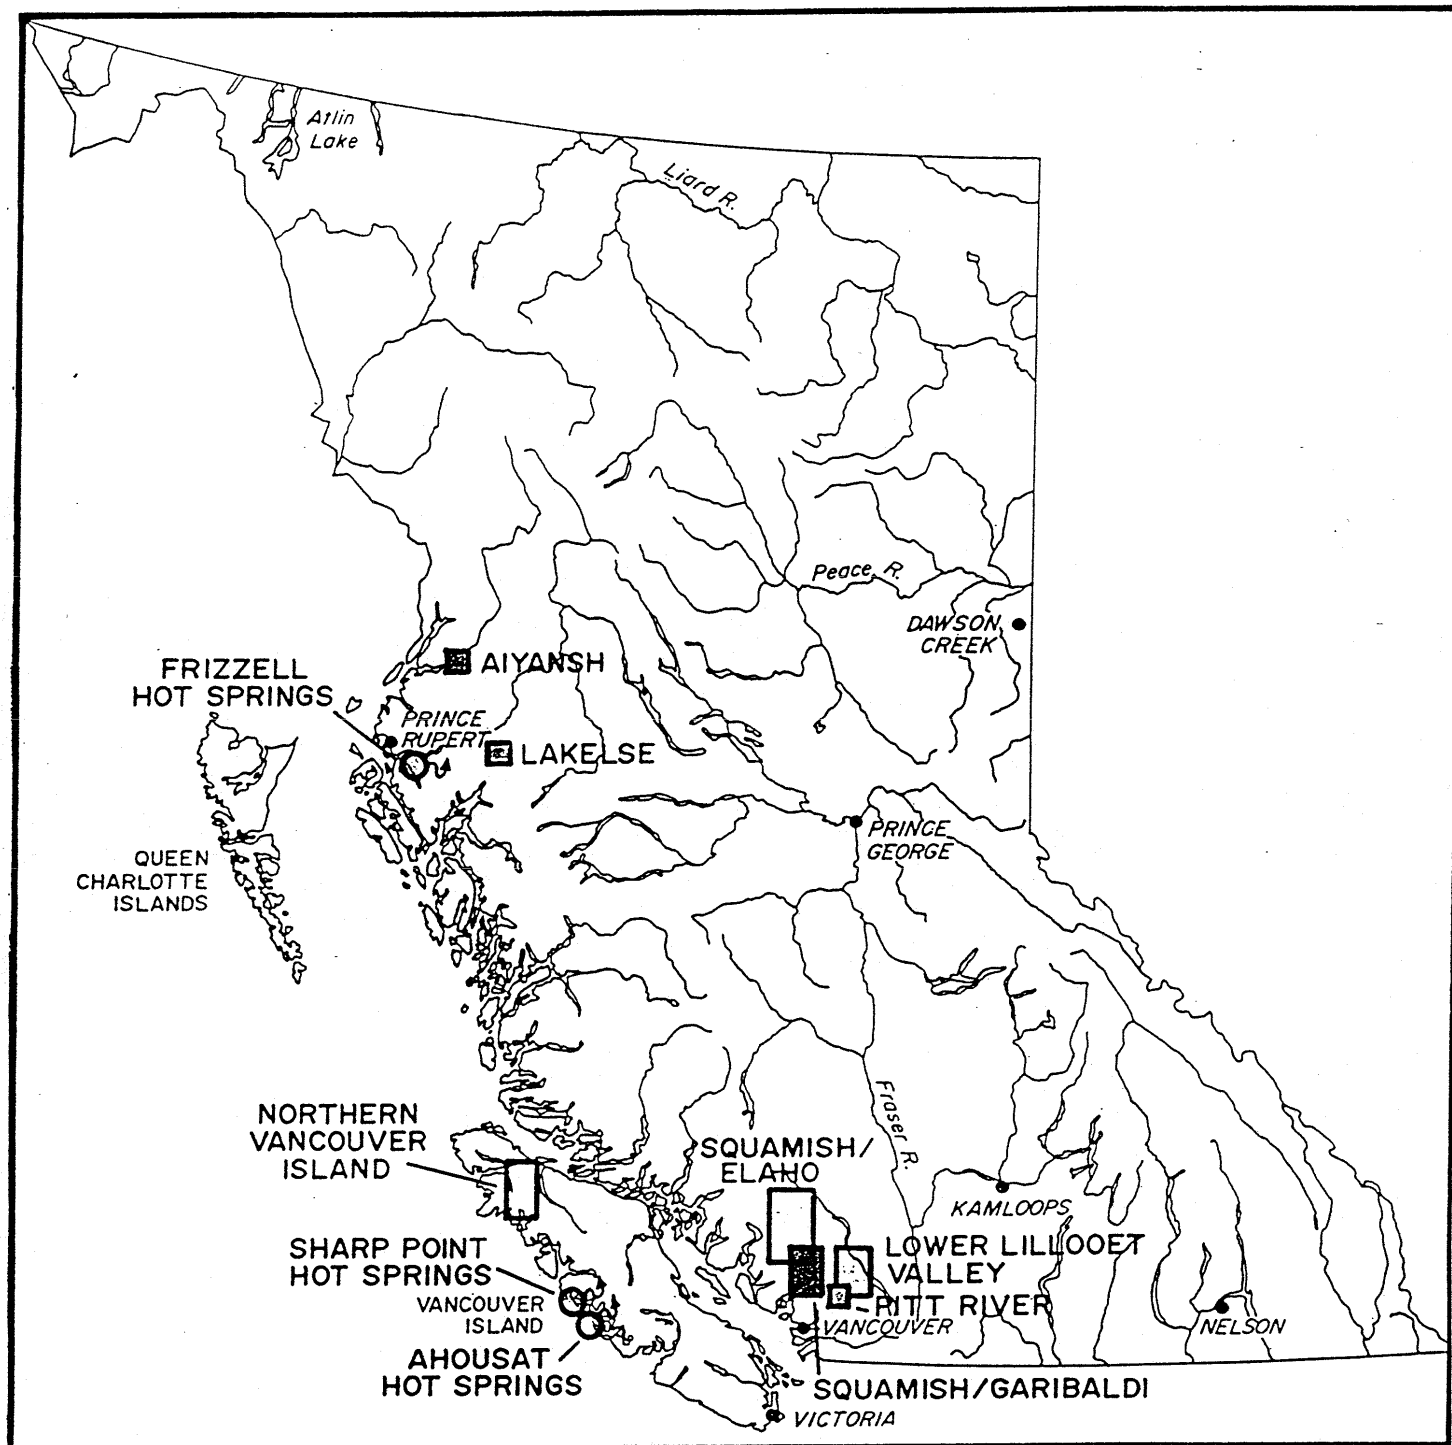 Atlin
Lake
Liard R.
Peace R.
DAWSON
CREEK
AIYANSH
FRIZZELL
HOT SPRINGS
PRINCE
RUPERT
LAKELSE
PRINCE
GEORGE
QUEEN
CHARLOTTE
ISLANDS
Fraser R.
NORTHERN
VANCOUVER
ISLAND
SQUAMISH/
ELAHO
KAMLOOPS
SHARP POINT
HOT SPRINGS
LOWER LILLOOET
VALLEY
VANCOUVER
ISLAND
PITT RIVER
VANCOUVER
NELSON
AHOUSAT
HOT SPRINGS
SQUAMISH/GARIBALDI
VICTORIA